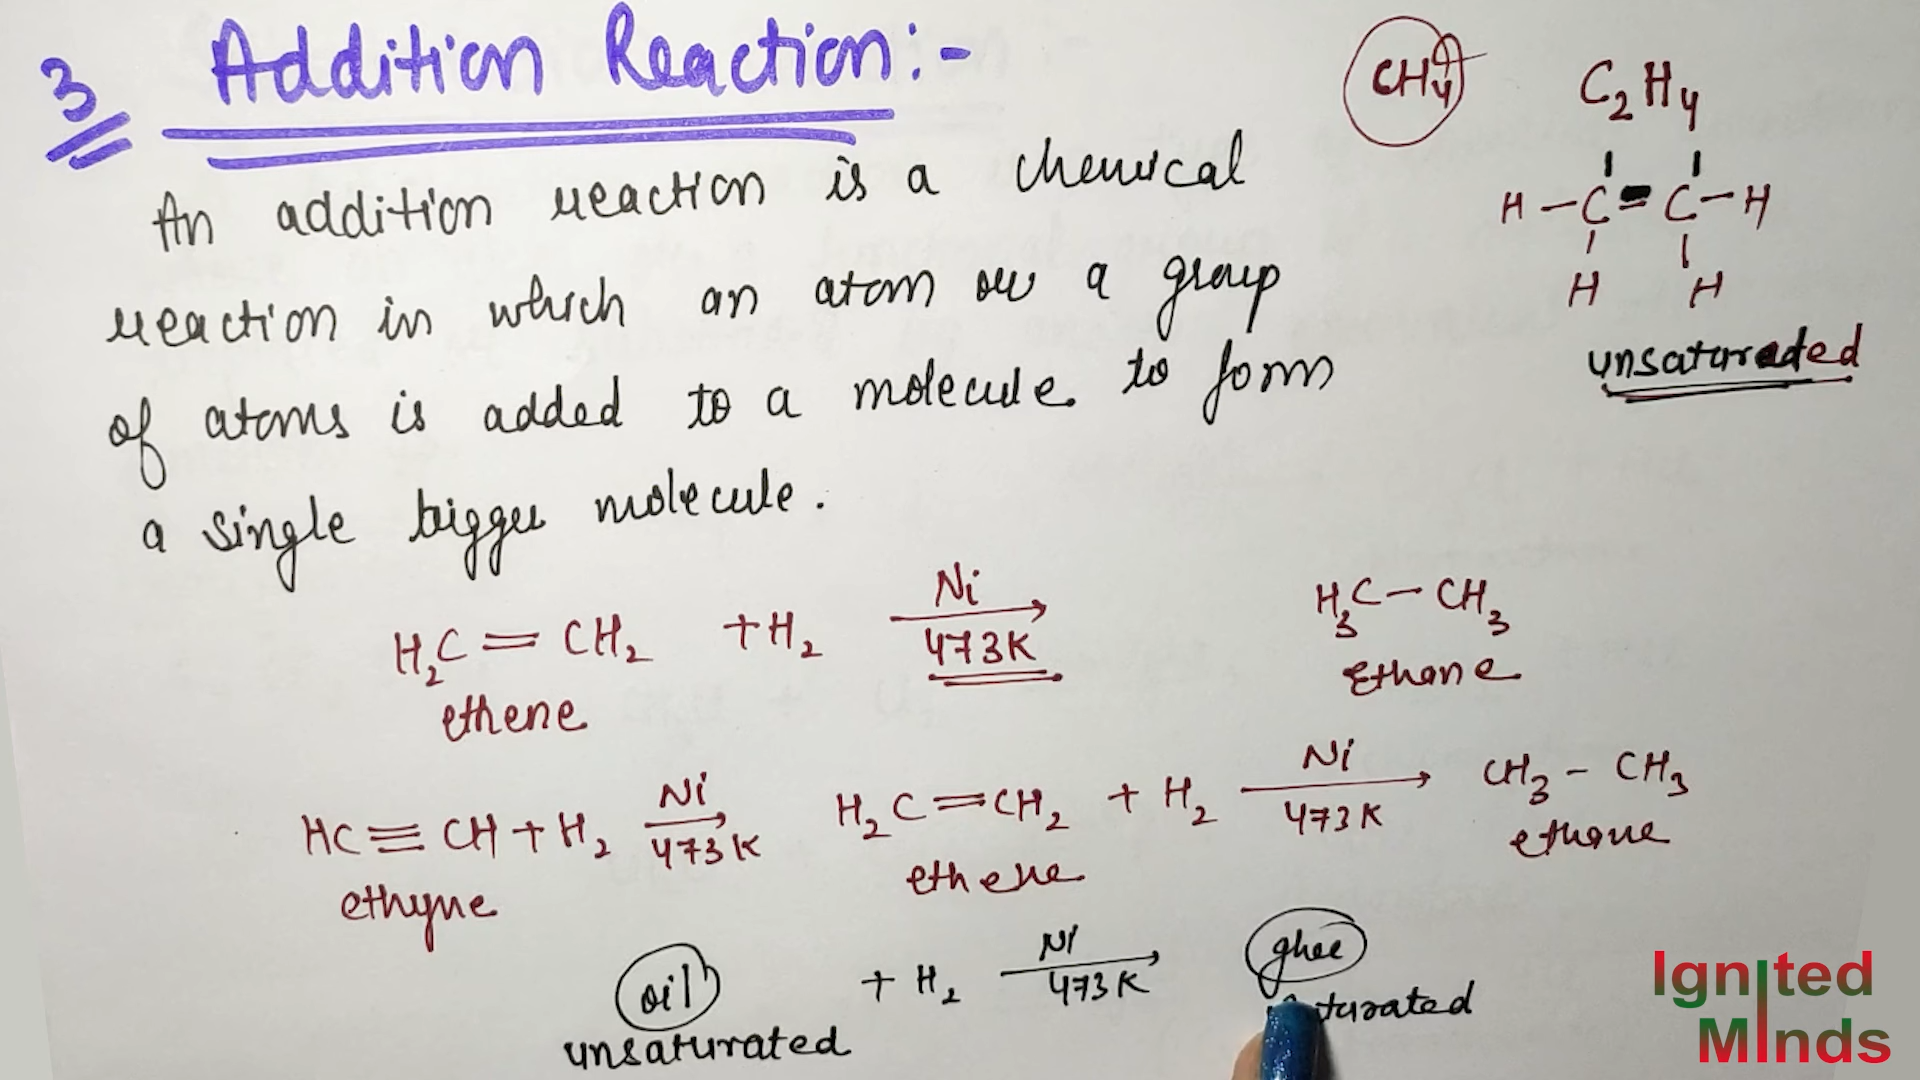 3 Addition Reaction:-
An addition reaction is a chemical
reaction in which an atom or a group
of atoms is added to a molecule to form
a single bigger molecule.
CH4
C2H4
H-C=C-H
H H
unsaturated
H2C=CH2 +H2 Ni 473K H3C-CH3
ethene Ethane
HC≡CH+H2 Ni 473K H2C=CH2 + H2 Ni 473K CH3-CH3
ethyne ethene ethane
oil + H2 Ni 473K ghee
unsaturated
Ignited
Minds